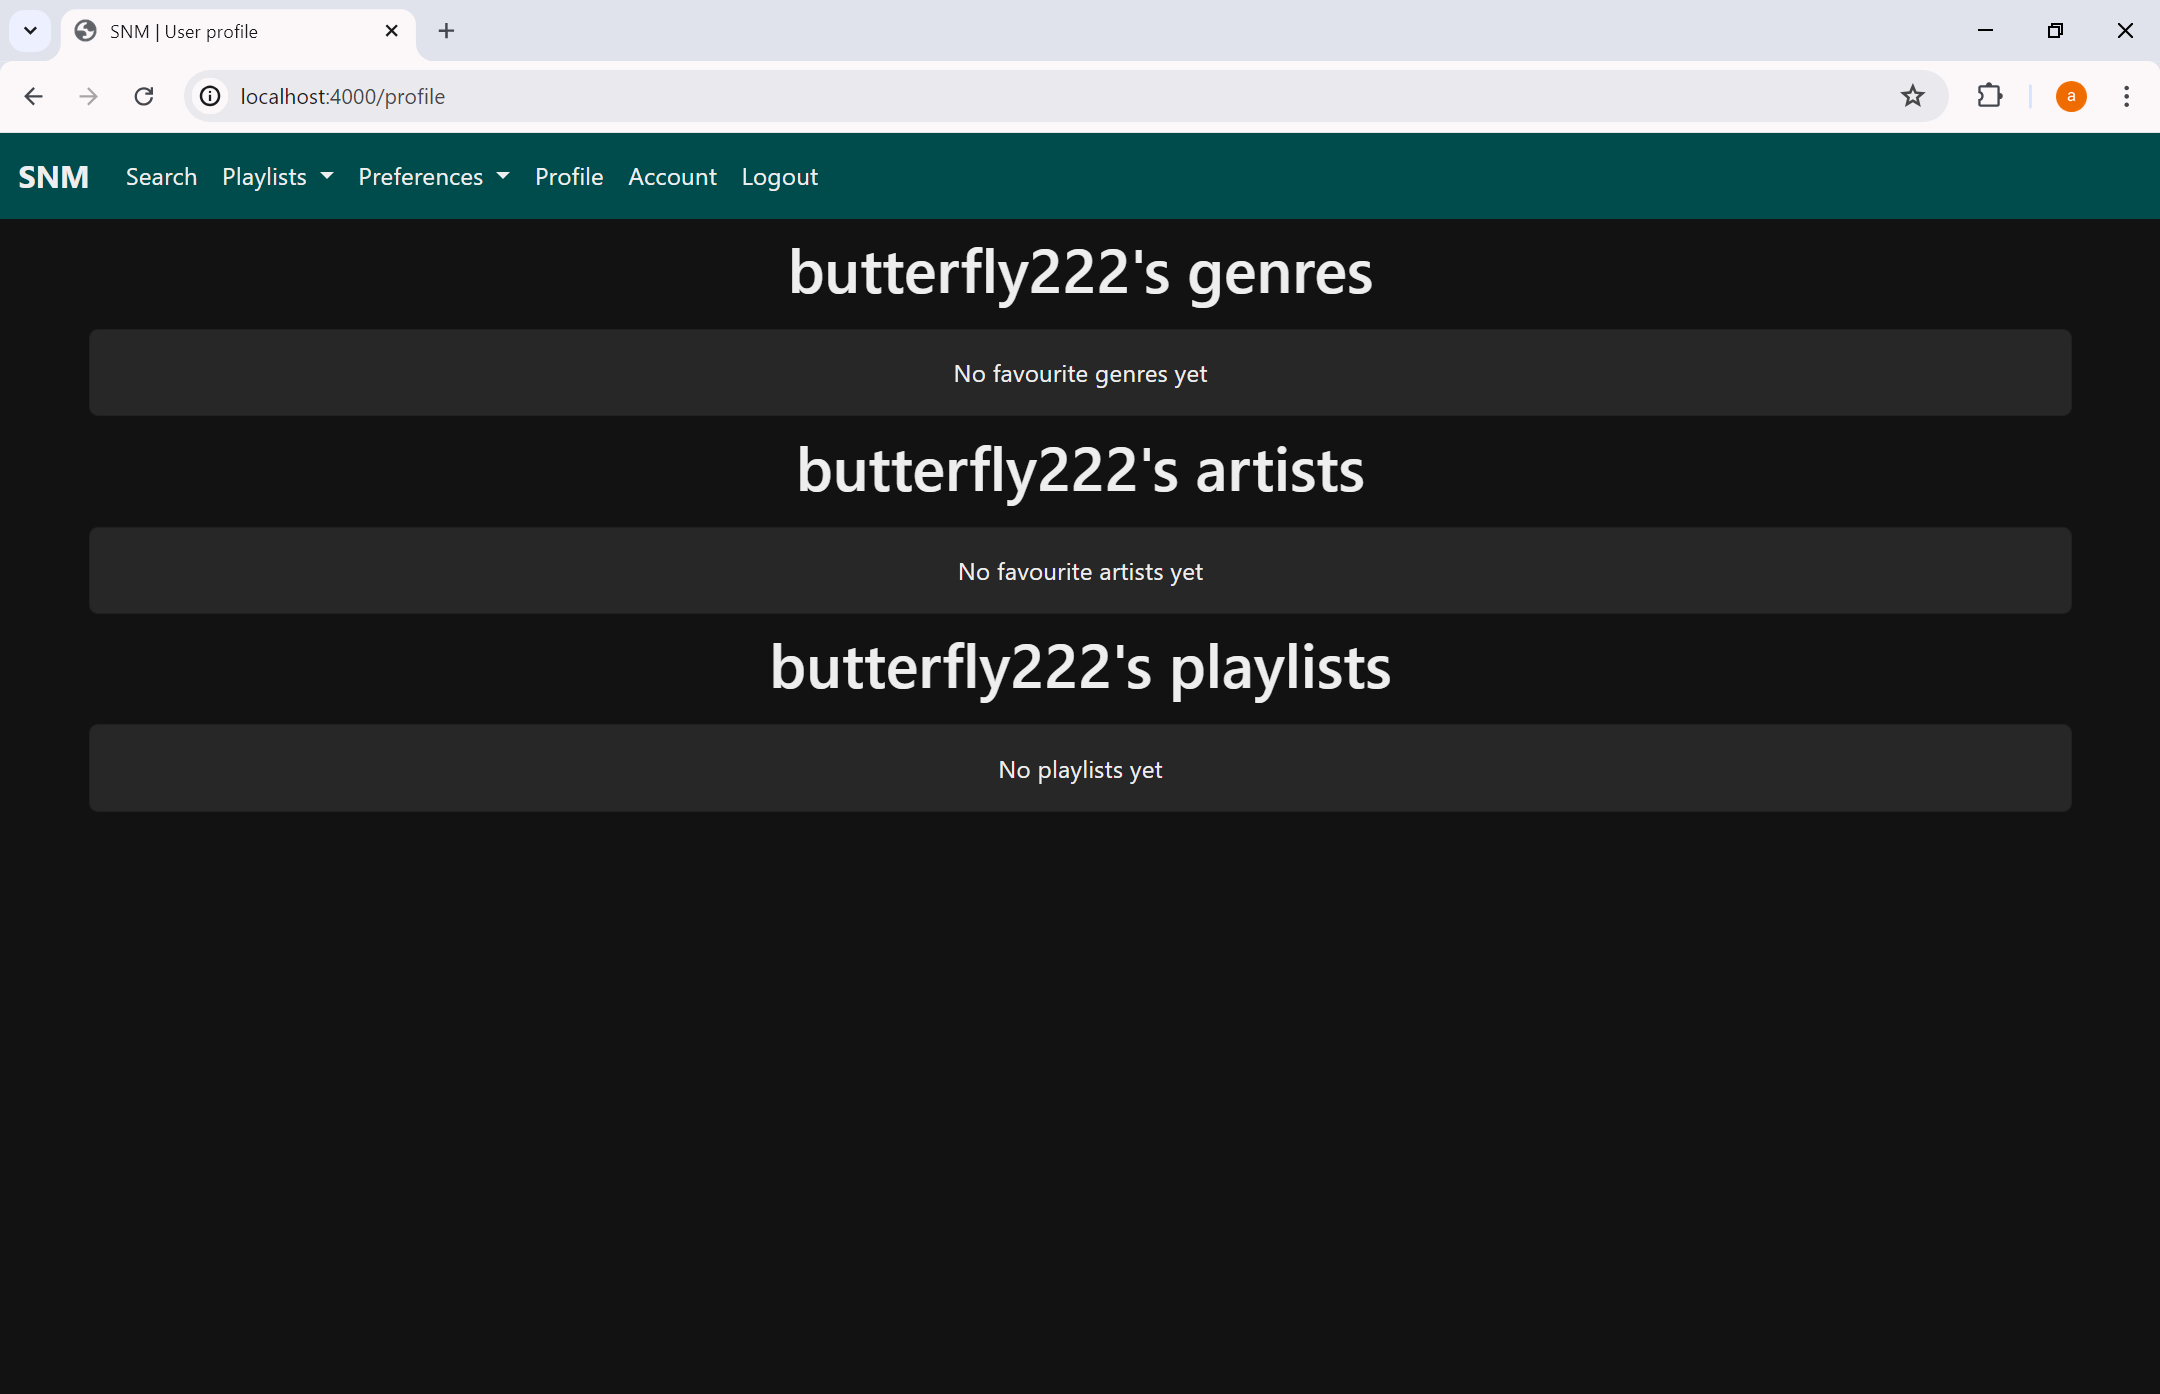 SNM | User profile
localhost:4000/profile
a
SNM Search Playlists Preferences Profile Account Logout
butterfly222's genres
No favourite genres yet
butterfly222's artists
No favourite artists yet
butterfly222's playlists
No playlists yet